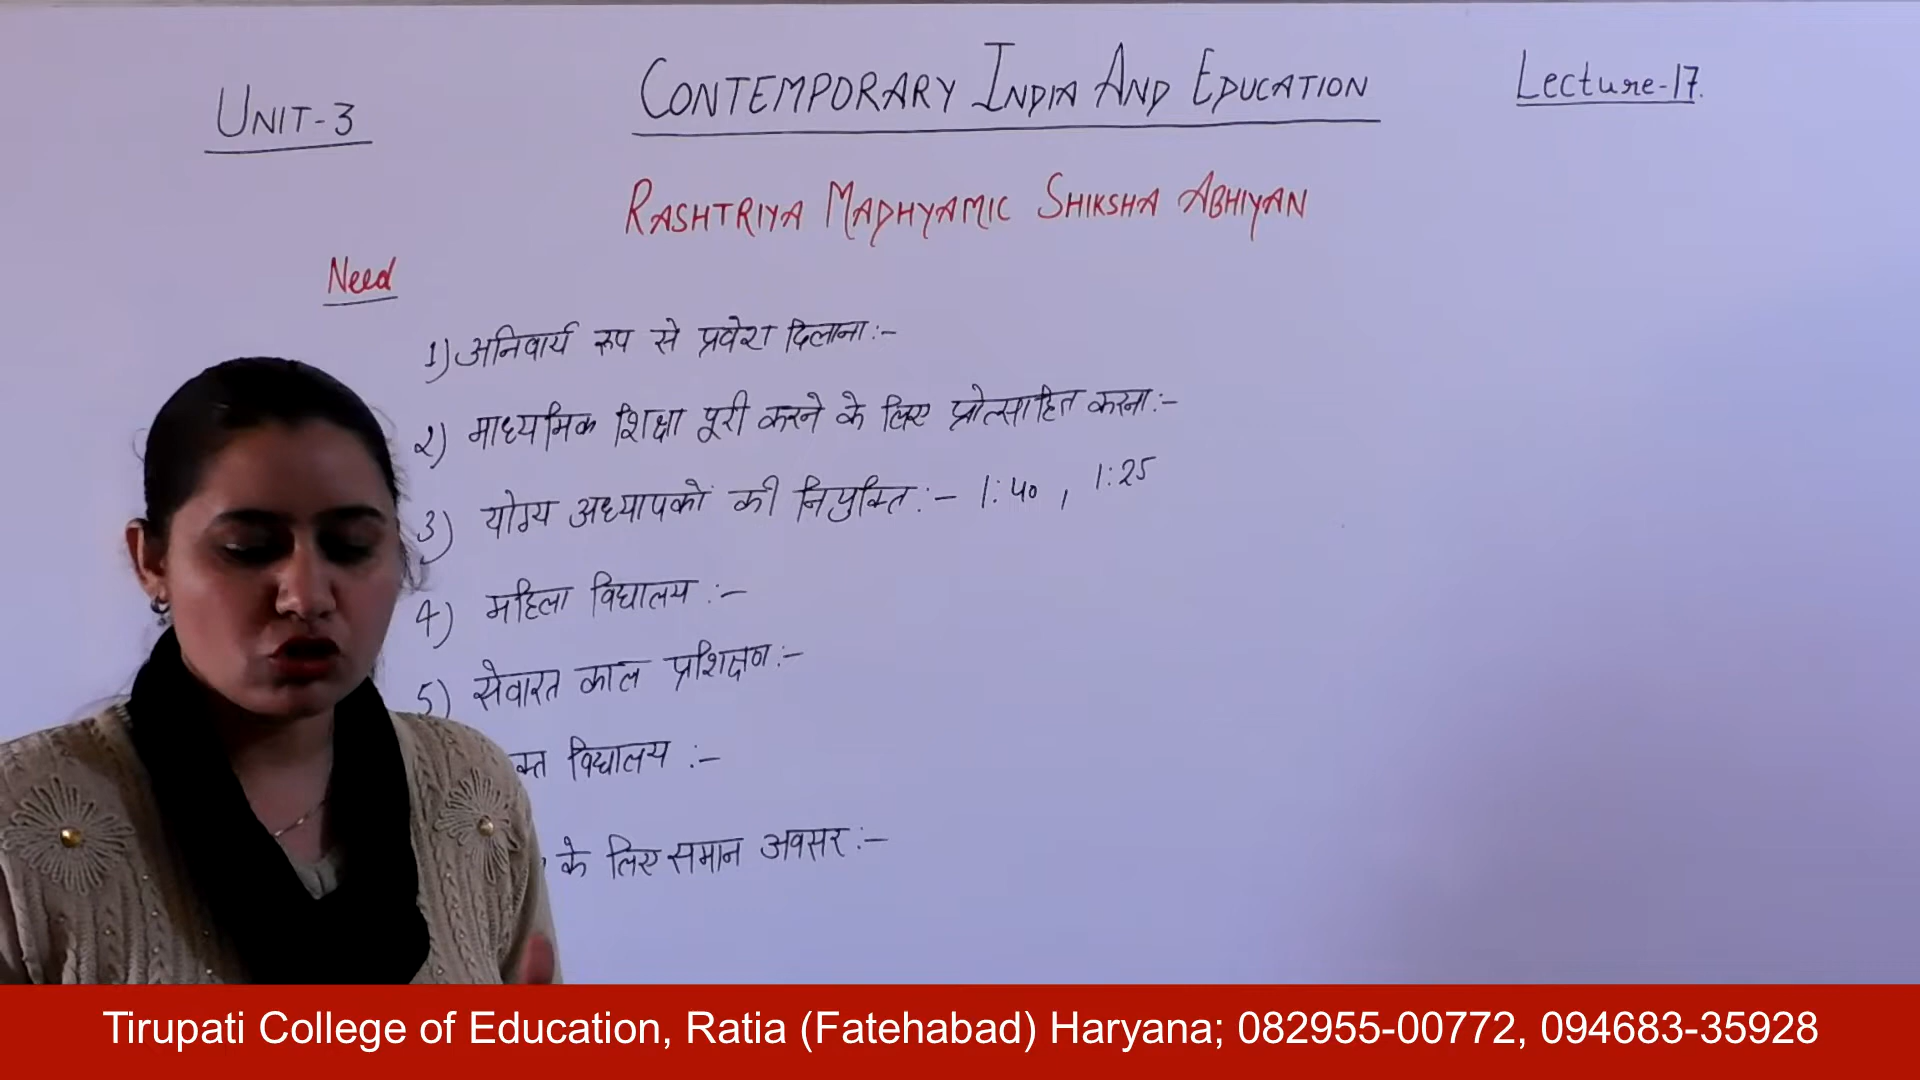 UNIT-3
CONTEMPORARY INDIA AND EDUCATION
Lecture-17.
RASHTRIYA MADHYAMIC SHIKSHA ABHIYAN
Need
1) अनिवार्य रूप से प्रवेश दिलाना:-
2) माध्यमिक शिक्षा पूरी करने के लिए प्रोत्साहित करना:-
3) योग्य अध्यापकों की नियुक्ति:- 1:40, 1:25
4) महिला विद्यालय :-
5) सेवारत काल प्रशिक्षण:-
विद्यालय :-
के लिए समान अवसर:-
Tirupati College of Education, Ratia (Fatehabad) Haryana; 082955-00772, 094683-35928